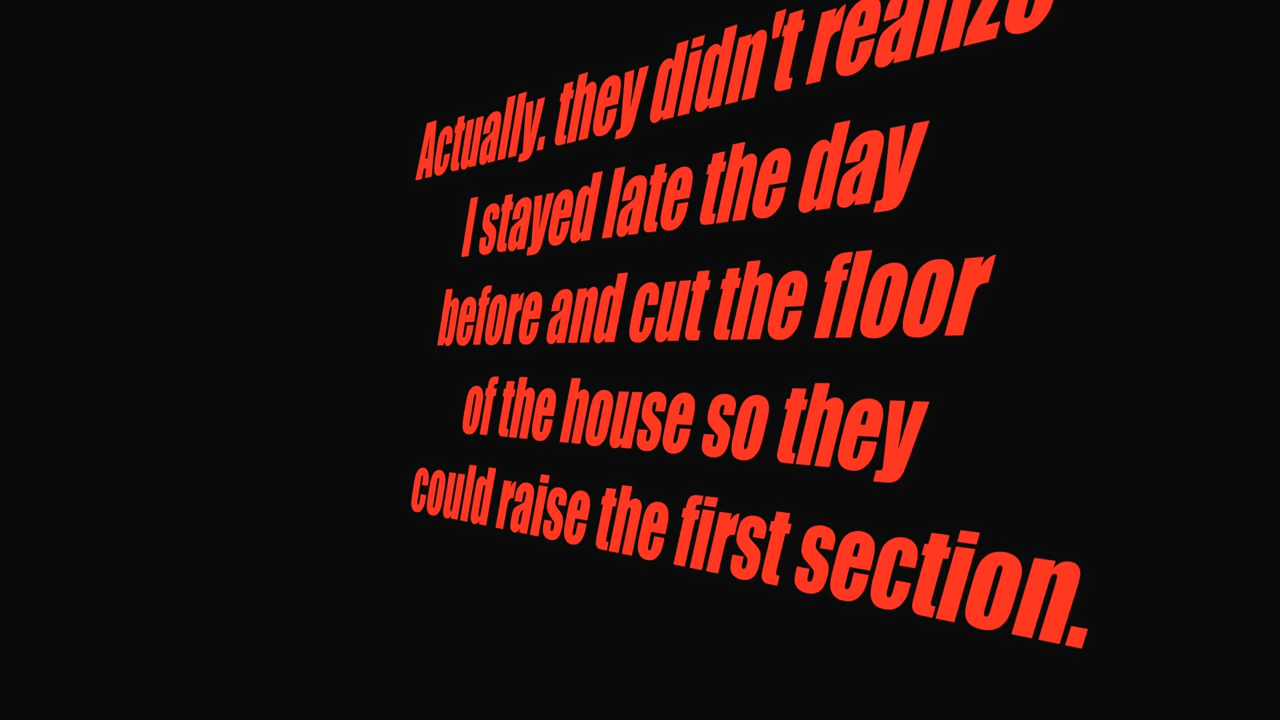 Actually. they didn't realize
I stayed late the day
before and cut the floor
of the house so they
could raise the first section.